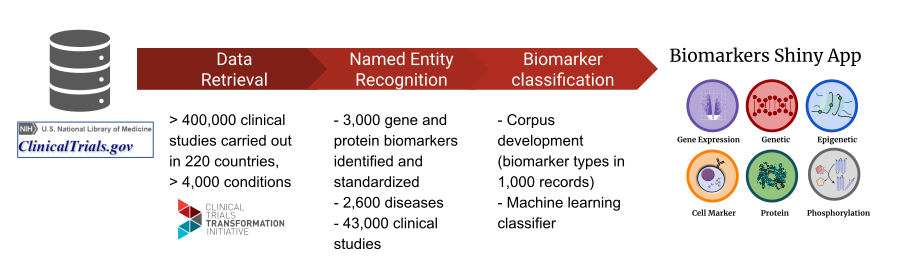 NIH U.S. National Library of Medicine
ClinicalTrials.gov
Data
Retrieval
> 400,000 clinical
studies carried out
in 220 countries,
> 4,000 conditions
CLINICAL
TRIALS
TRANSFORMATION
INITIATIVE
Named Entity
Recognition
- 3,000 gene and
protein biomarkers
identified and
standardized
- 2,600 diseases
- 43,000 clinical
studies
Biomarker
classification
- Corpus
development
(biomarker types in
1,000 records)
- Machine learning
classifier
Biomarkers Shiny App
Gene Expression
Genetic
Epigenetic
Cell Marker
Protein
Phosphorylation